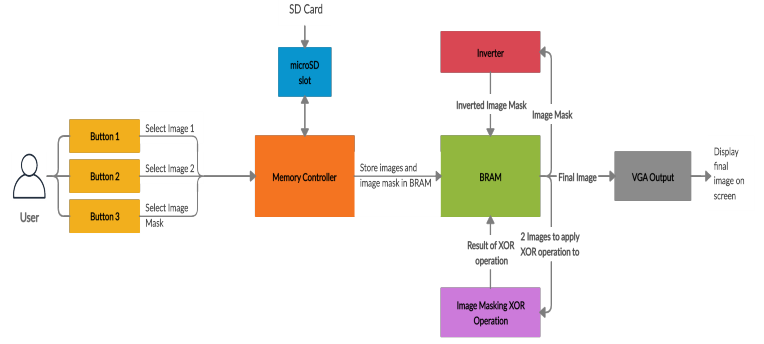 SD Card
microSD
slot
Inverter
Inverted Image Mask
Image Mask
Button 1
Select Image 1
Button 2
Select Image 2
Button 3
Select Image
Mask
User
Memory Controller
Store images and
image mask in BRAM
BRAM
Final Image
VGA Output
Display
final
image on
screen
Result of XOR
operation
2 Images to apply
XOR operation to
Image Masking XOR
Operation